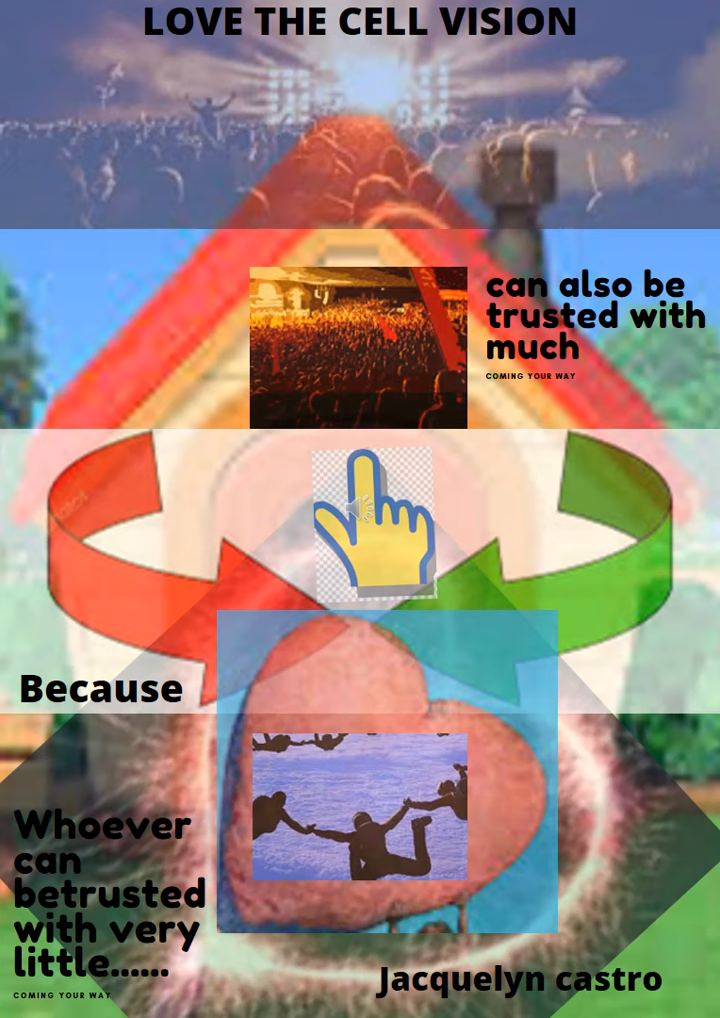 LOVE THE CELL VISION
can also be
trusted with
much
COMING YOUR WAY
Because
Whoever
can
betrusted
with very
little......
COMING YOUR WAY
Jacquelyn castro